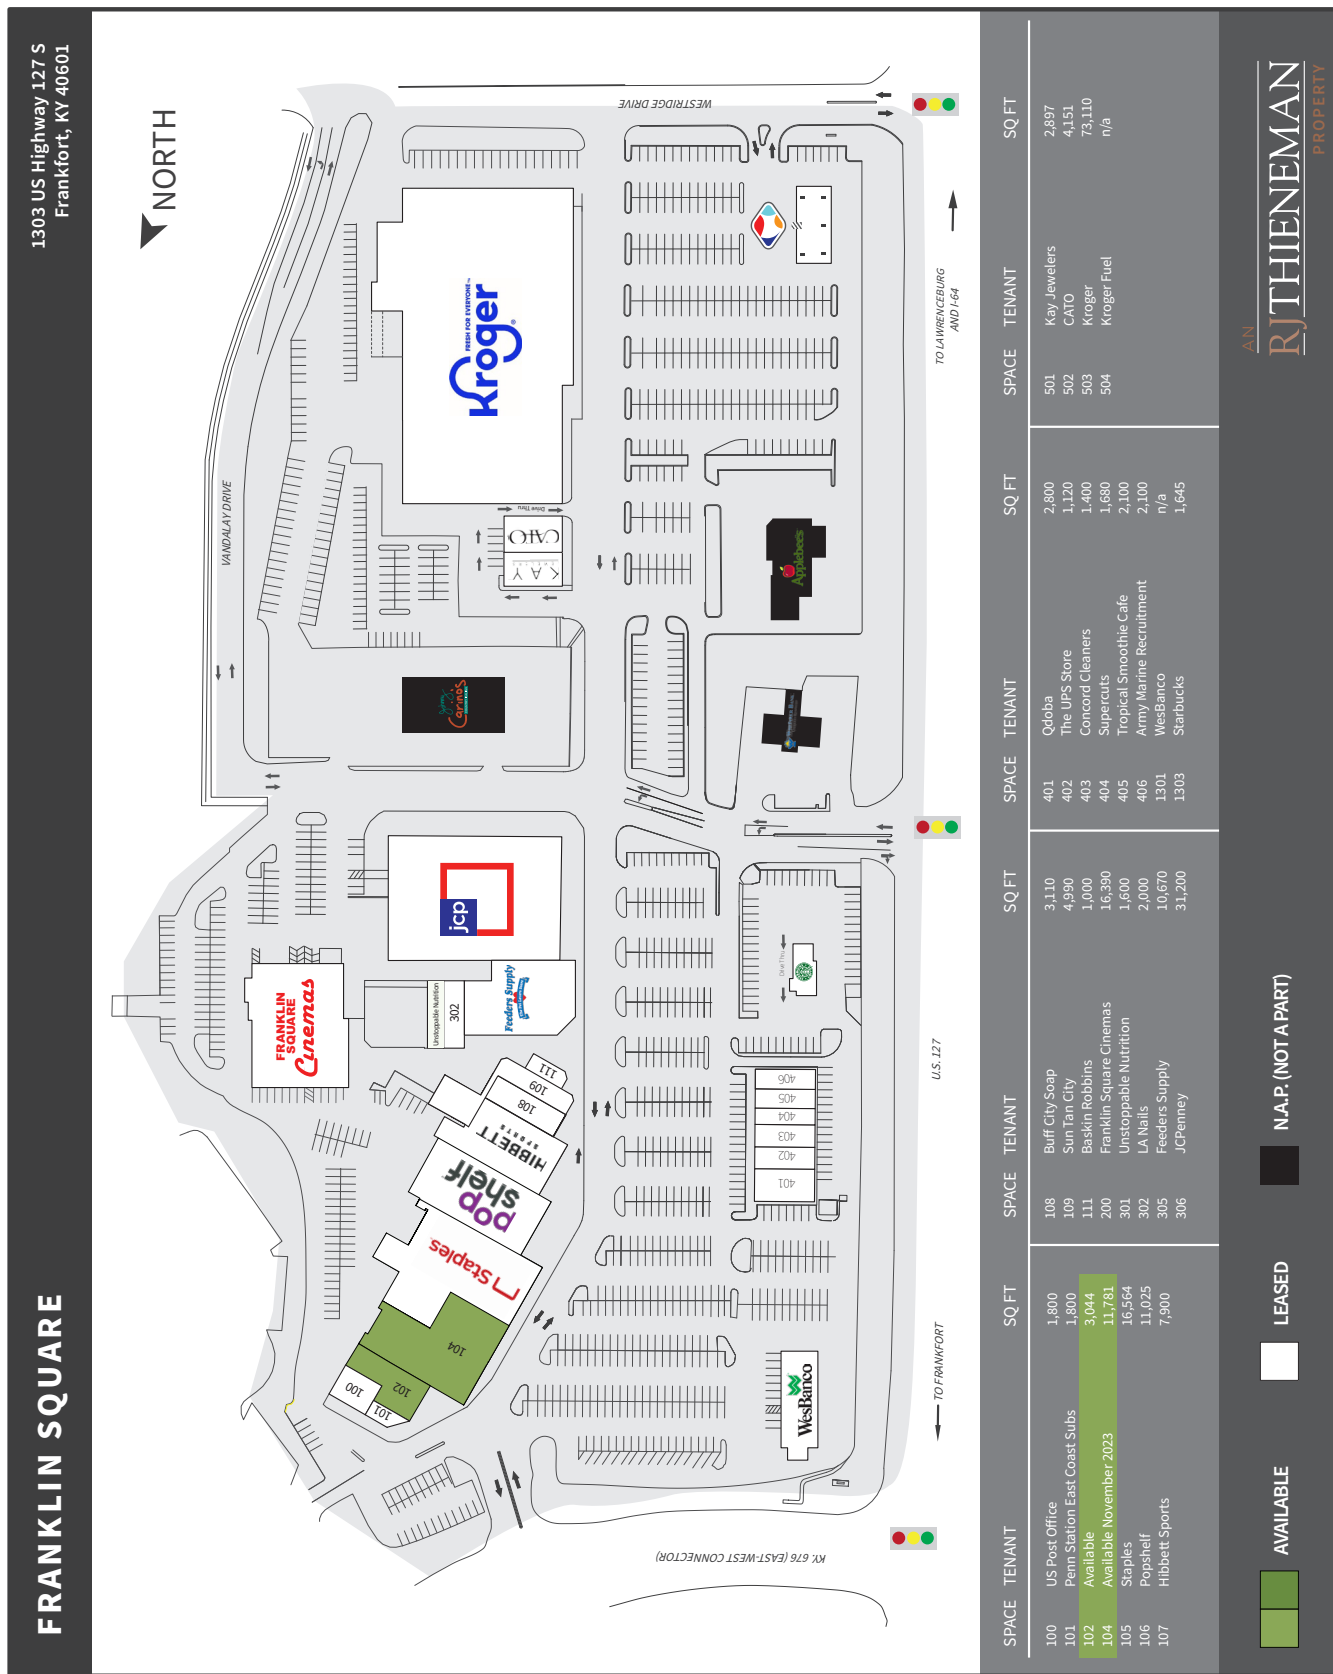 FRANKLIN SQUARE
1303 US Highway 127 S
Frankfort, KY 40601
NORTH
VANDALAY DRIVE
WESTRIDGE DRIVE
FRESH FOR EVERYONE™
Kroger
Drive Thru
CATO
KAY
JEWELERS
Johnny
Carino's
Applebee's
TO LAWRENCEBURG
AND I-64
jcp
FRANKLIN
SQUARE
Cinemas
Unstoppable Nutrition
302
Feeders Supply
Drive Thru
111
109
108
HIBBETT
SPORTS
pop
shelf
Staples
104
102
100
101
406
405
404
403
402
401
U.S. 127
WesBanco
TO FRANKFORT
KY. 676 (EAST-WEST CONNECTOR)
SPACE TENANT SQ FT
100 US Post Office 1,800
101 Penn Station East Coast Subs 1,800
102 Available 3,044
104 Available November 2023 11,781
105 Staples 16,564
106 Popshelf 11,025
107 Hibbett Sports 7,900
SPACE TENANT SQ FT
108 Buff City Soap 3,110
109 Sun Tan City 4,990
111 Baskin Robbins 1,000
200 Franklin Square Cinemas 16,390
301 Unstoppable Nutrition 1,600
302 LA Nails 2,000
305 Feeders Supply 10,670
306 JCPenney 31,200
SPACE TENANT SQ FT
401 Qdoba 2,800
402 The UPS Store 1,120
403 Concord Cleaners 1.400
404 Supercuts 1,680
405 Tropical Smoothie Cafe 2,100
406 Army Marine Recruitment 2,100
1301 WesBanco n/a
1303 Starbucks 1,645
SPACE TENANT SQ FT
501 Kay Jewelers 2,897
502 CATO 4,151
503 Kroger 73,110
504 Kroger Fuel n/a
AVAILABLE
LEASED
N.A.P. (NOT A PART)
AN
RJTHIENEMAN
PROPERTY